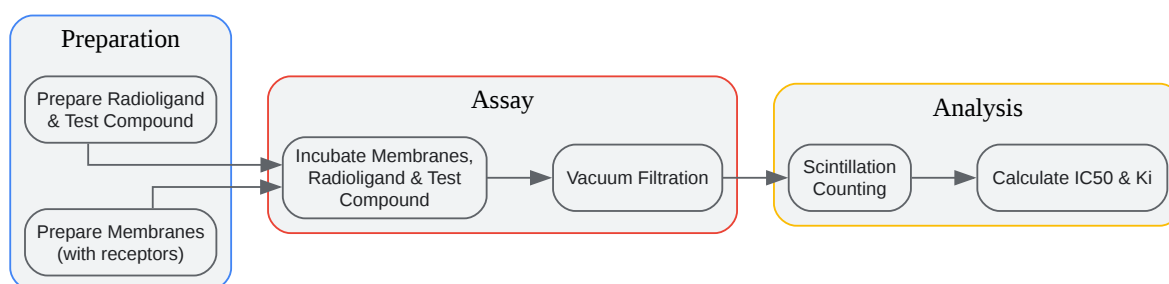 Preparation
Prepare Radioligand
& Test Compound
Prepare Membranes
(with receptors)
Assay
Incubate Membranes,
Radioligand & Test
Compound
Vacuum Filtration
Analysis
Scintillation
Counting
Calculate IC50 & Ki